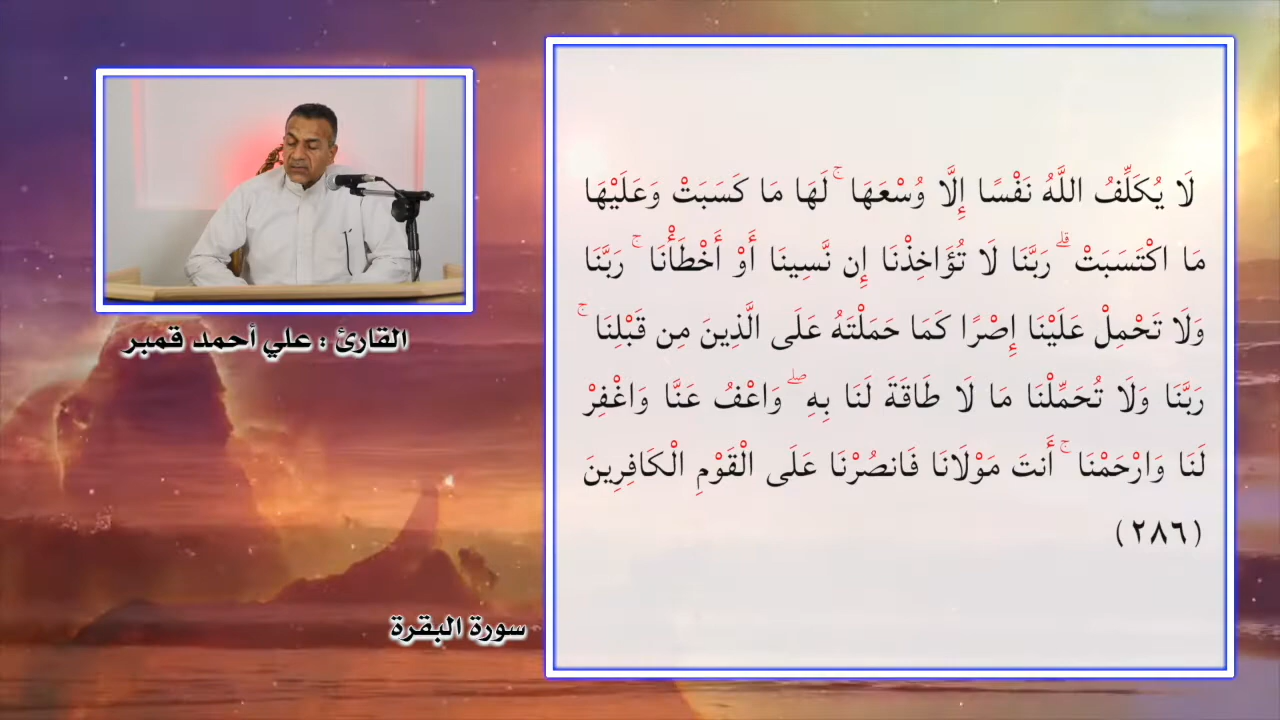 لَا يُكَلِّفُ اللَّهُ نَفْسًا إِلَّا وُسْعَهَا ۚ لَهَا مَا كَسَبَتْ وَعَلَيْهَا
مَا اكْتَسَبَتْ ۗ رَبَّنَا لَا تُؤَاخِذْنَا إِن نَّسِينَا أَوْ أَخْطَأْنَا ۚ رَبَّنَا
وَلَا تَحْمِلْ عَلَيْنَا إِصْرًا كَمَا حَمَلْتَهُ عَلَى الَّذِينَ مِن قَبْلِنَا ۚ
رَبَّنَا وَلَا تُحَمِّلْنَا مَا لَا طَاقَةَ لَنَا بِهِ ۖ وَاعْفُ عَنَّا وَاغْفِرْ
لَنَا وَارْحَمْنَا ۚ أَنتَ مَوْلَانَا فَانصُرْنَا عَلَى الْقَوْمِ الْكَافِرِينَ
(٢٨٦)
القارئ : علي أحمد قمبر
سورة البقرة